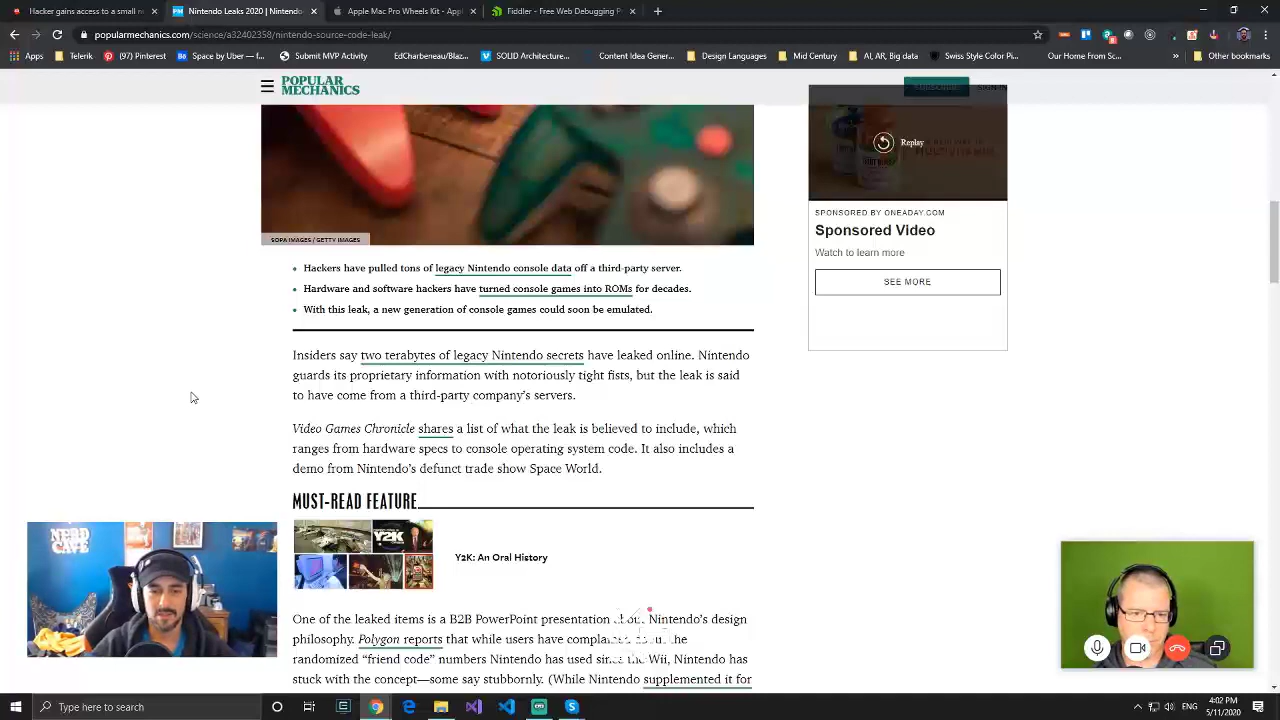 Hacker gains access to a small n
Nintendo Leaks 2020 | Nintendo's
Apple Mac Pro Wheels Kit - Appl
Fiddler - Free Web Debugging P
popularmechanics.com/science/a32402358/nintendo-source-code-leak/
Apps
Telerik
(97) Pinterest
Space by Uber — f...
Submit MVP Activity
EdCharbeneau/Blaz...
SOLID Architecture...
Content Idea Gener...
Design Languages
Mid Century
AI, AR, Big data
Swiss Style Color Pi...
Our Home From Sc...
»
Other bookmarks
POPULAR
MECHANICS
SUBSCRIBE
SIGN IN
Replay
SOPA IMAGES / GETTY IMAGES
SPONSORED BY ONEADAY.COM
Sponsored Video
Watch to learn more
SEE MORE
• Hackers have pulled tons of legacy Nintendo console data off a third-party server.
• Hardware and software hackers have turned console games into ROMs for decades.
• With this leak, a new generation of console games could soon be emulated.
Insiders say two terabytes of legacy Nintendo secrets have leaked online. Nintendo
guards its proprietary information with notoriously tight fists, but the leak is said
to have come from a third-party company's servers.
Video Games Chronicle shares a list of what the leak is believed to include, which
ranges from hardware specs to console operating system code. It also includes a
demo from Nintendo's defunct trade show Space World.
MUST-READ FEATURE
Y2K
Y2K: An Oral History
One of the leaked items is a B2B PowerPoint presentation about Nintendo's design
philosophy. Polygon reports that while users have complained the
randomized "friend code" numbers Nintendo has used since the Wii, Nintendo has
stuck with the concept—some say stubbornly. (While Nintendo supplemented it for
Type here to search
ENG
4:02 PM
5/11/2020